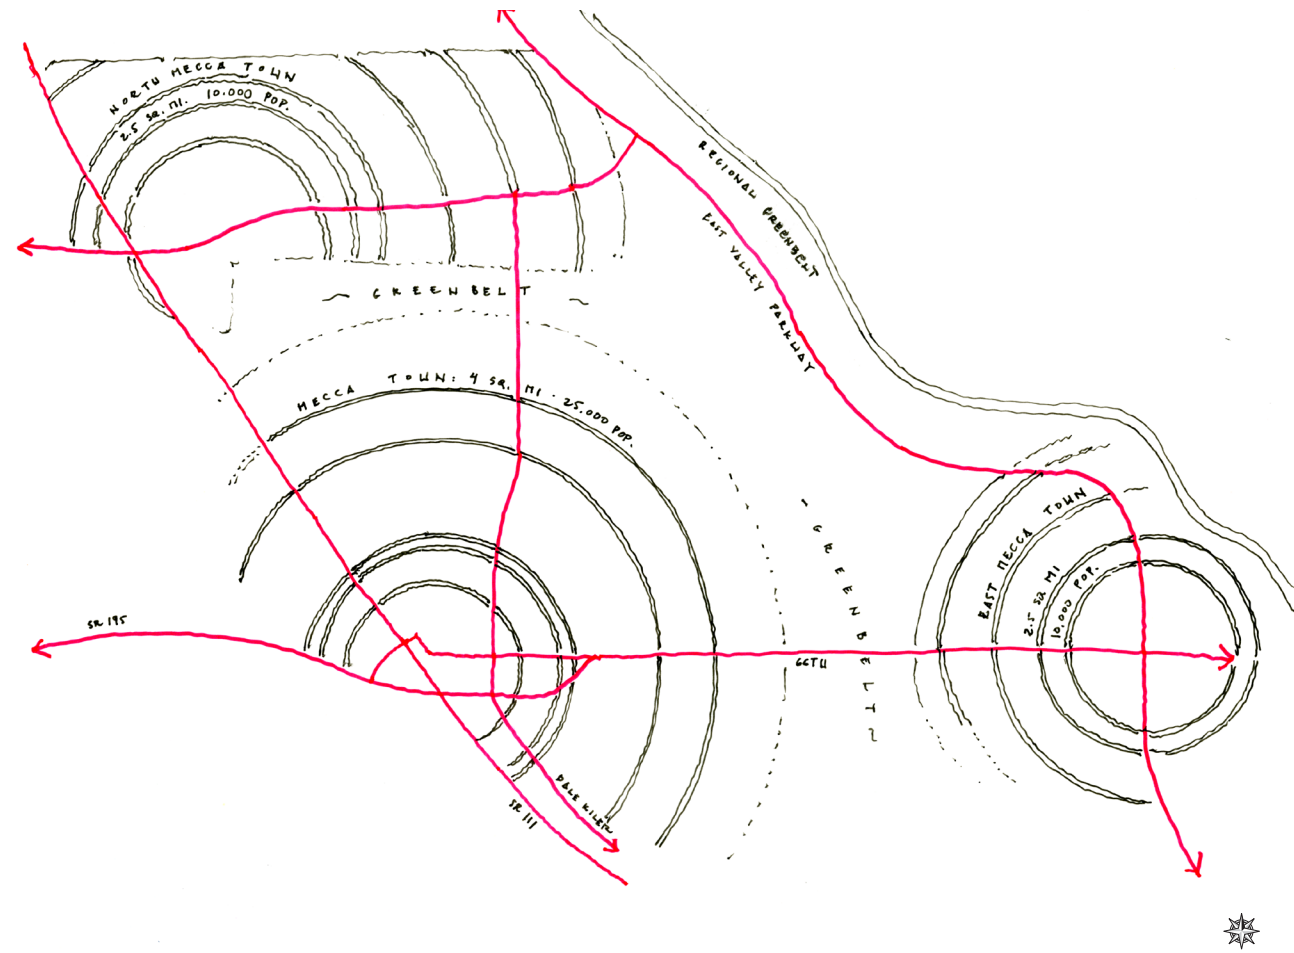 NORTH MECCA TOWN
2.5 SQ. MI. 10.000 POP.
REGIONAL GREENBELT
EAST VALLEY PARKWAY
~ GREENBELT ~
MECCA TOWN: 4 SQ. MI · 25.000 POP.
~ GREENBELT ~
EAST MECCA TOWN
2.5 SQ MI
10.000 POP.
SR 195
66TH
DALE KILER
SR 111